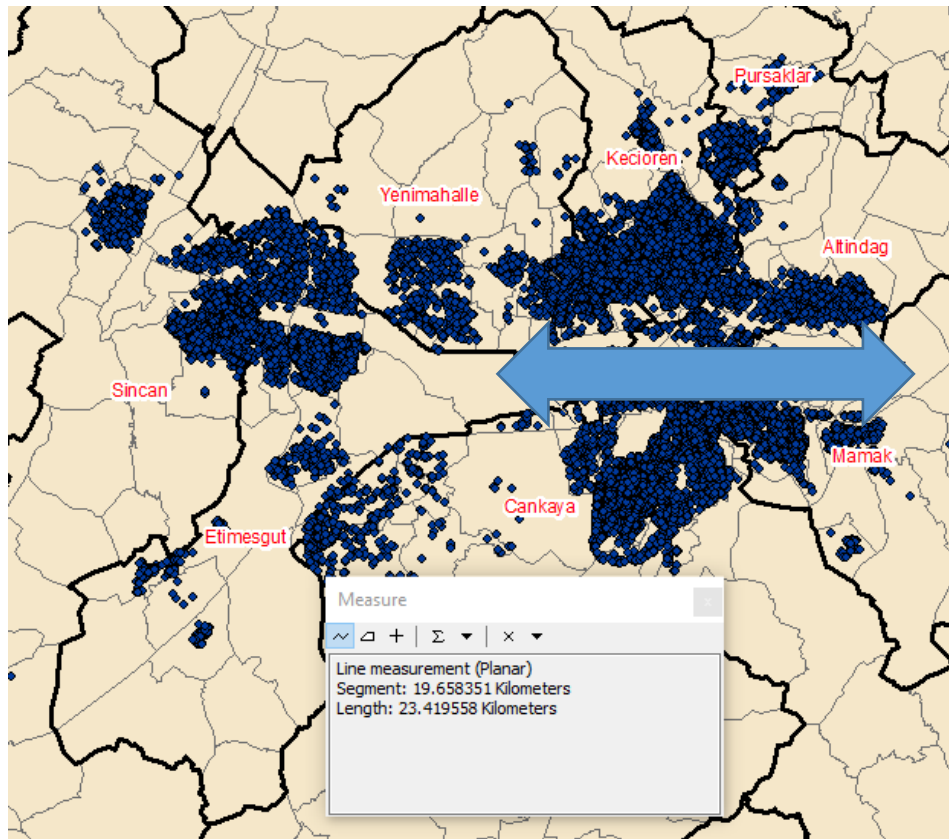 Pursaklar
Kecioren
Yenimahalle
Altindag
Sincan
Mamak
Cankaya
Etimesgut
Measure
Line measurement (Planar)
Segment: 19.658351 Kilometers
Length: 23.419558 Kilometers